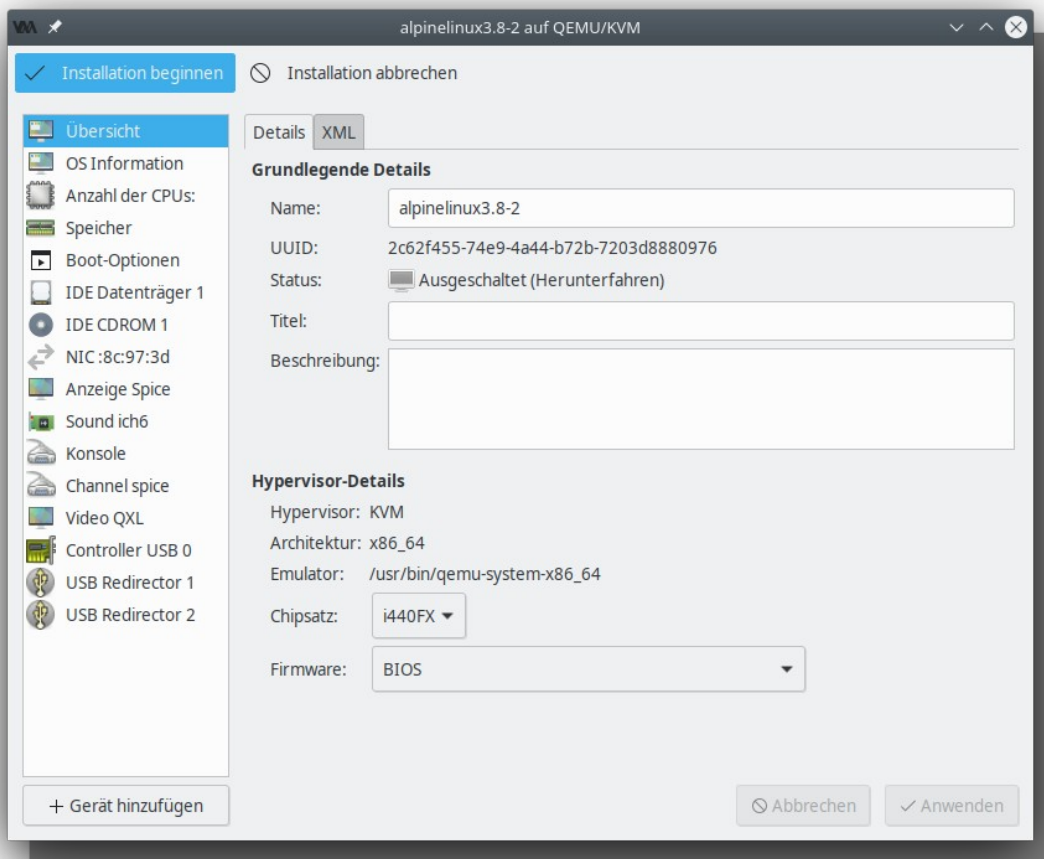 alpinelinux3.8-2 auf QEMU/KVM
Installation beginnen
Installation abbrechen
Übersicht
OS Information
Anzahl der CPUs:
Speicher
Boot-Optionen
IDE Datenträger 1
IDE CDROM 1
NIC :8c:97:3d
Anzeige Spice
Sound ich6
Konsole
Channel spice
Video QXL
Controller USB 0
USB Redirector 1
USB Redirector 2
Gerät hinzufügen
Details XML
Grundlegende Details
Name: alpinelinux3.8-2
UUID: 2c62f455-74e9-4a44-b72b-7203d8880976
Status: Ausgeschaltet (Herunterfahren)
Titel:
Beschreibung:
Hypervisor-Details
Hypervisor: KVM
Architektur: x86_64
Emulator: /usr/bin/qemu-system-x86_64
Chipsatz: i440FX
Firmware: BIOS
Abbrechen
Anwenden